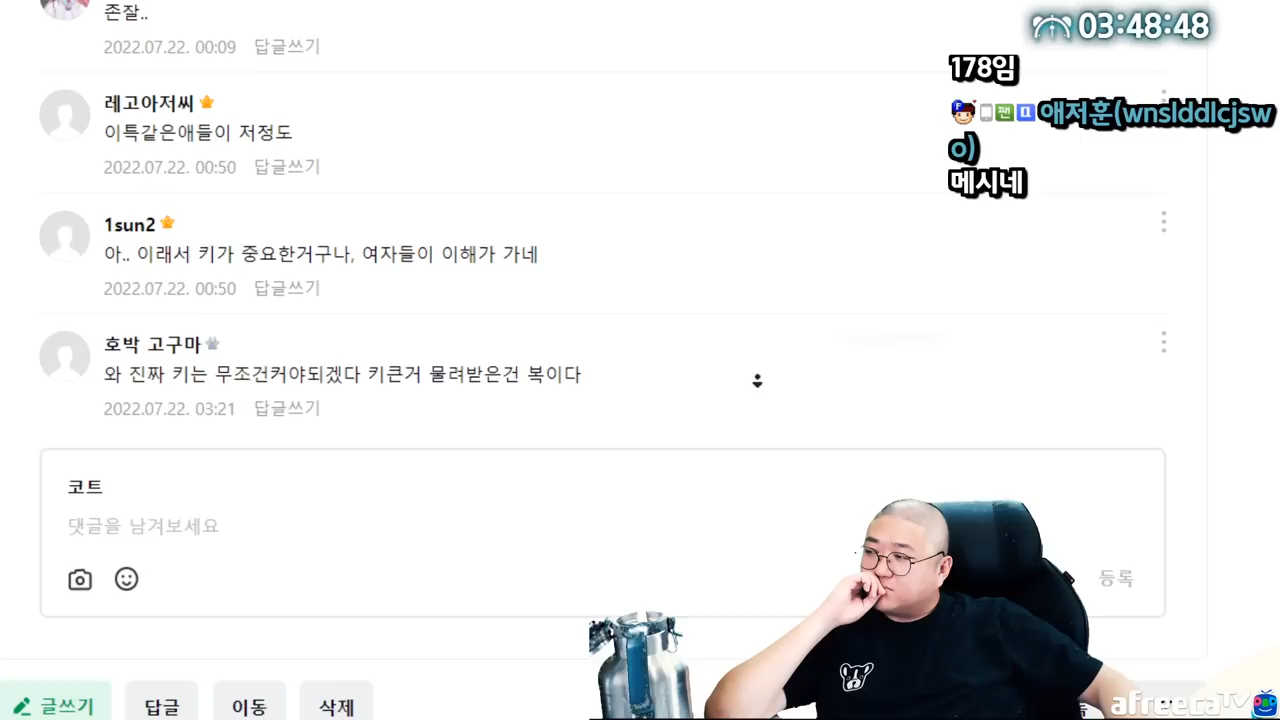 존잘..
2022.07.22. 00:09 답글쓰기
03:48:48
178임
애저훈(wnslddlcjsw
o)
메시네
레고아저씨
이특같은애들이 저정도
2022.07.22. 00:50 답글쓰기
1sun2
아.. 이래서 키가 중요한거구나, 여자들이 이해가 가네
2022.07.22. 00:50 답글쓰기
호박 고구마
와 진짜 키는 무조건커야되겠다 키큰거 물려받은건 복이다
2022.07.22. 03:21 답글쓰기
코트
댓글을 남겨보세요
등록
글쓰기 답글 이동 삭제
afreecaTV